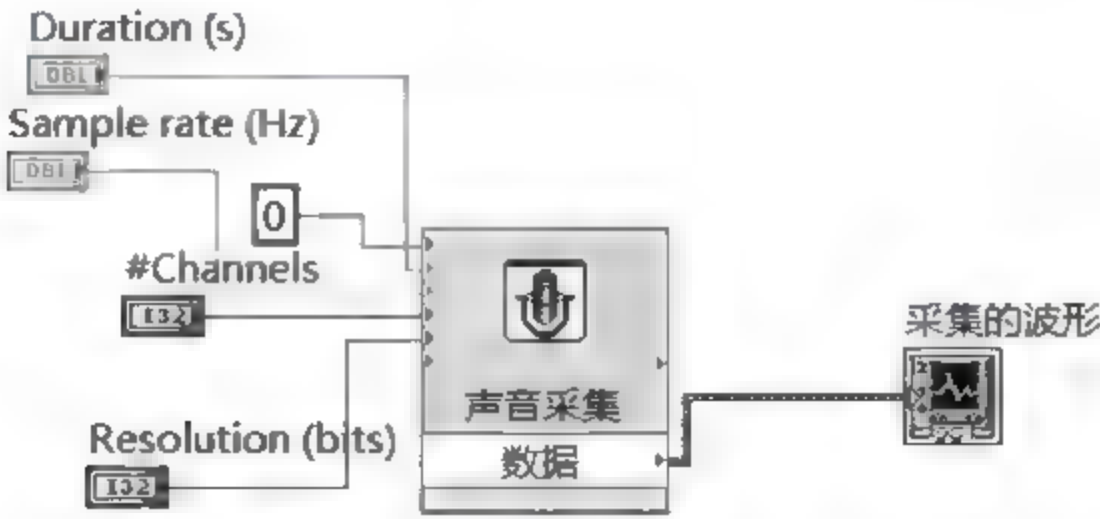 Duration (s)
DBL
Sample rate (Hz)
DBL
0
#Channels
I32
声音采集
采集的波形
Resolution (bits)
数据
I32